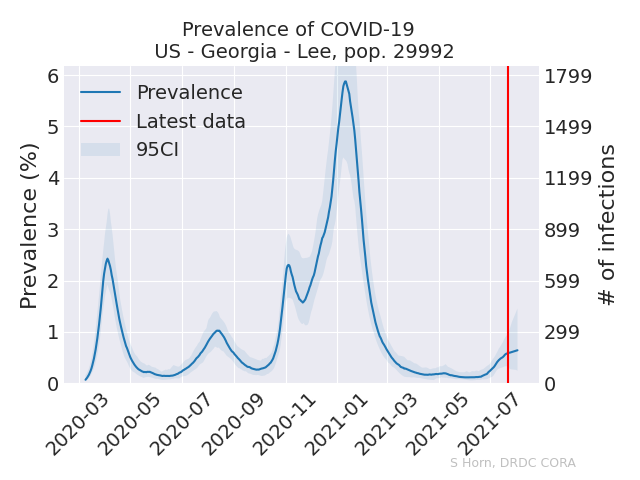 Prevalence of COVID-19
US - Georgia - Lee, pop. 29992
Prevalence (%)
6
5
4
3
2
1
0
Prevalence
Latest data
95CI
1799
1499
1199
899
599
299
0
# of infections
2020-03
2020-05
2020-07
2020-09
2020-11
2021-01
2021-03
2021-05
2021-07
S Horn, DRDC CORA